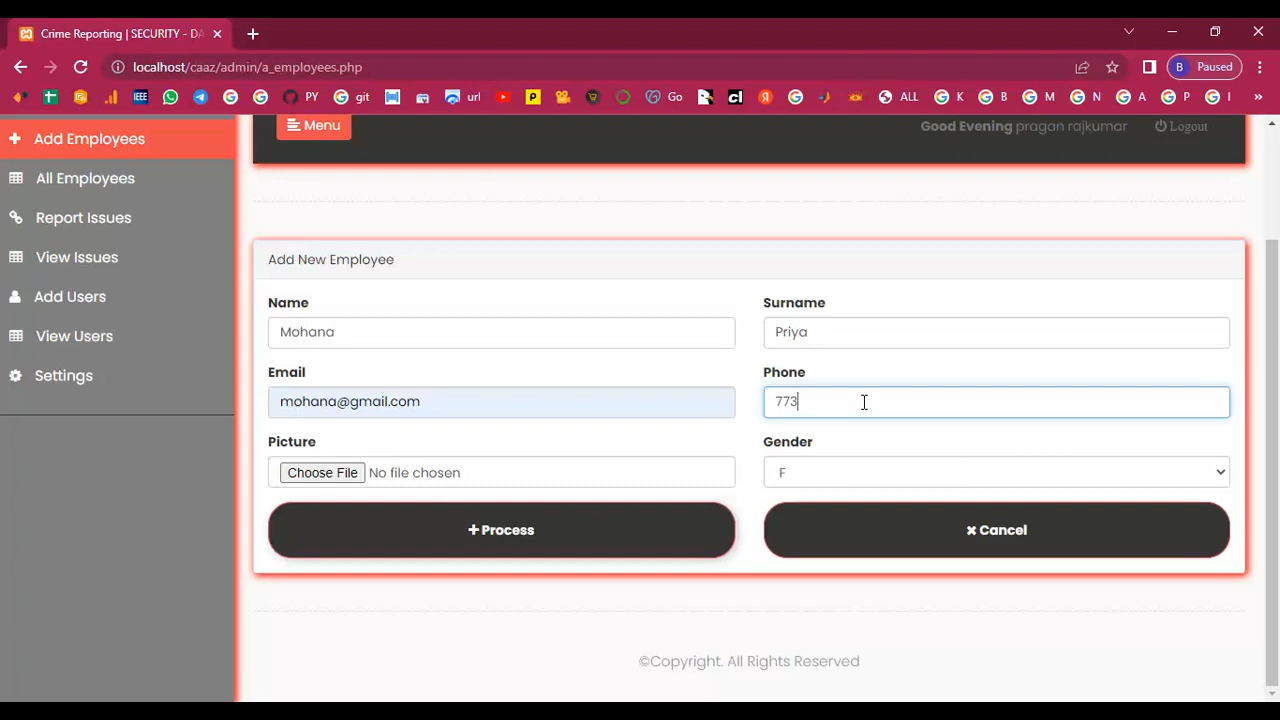 Crime Reporting | SECURITY - DA
localhost/caaz/admin/a_employees.php
B Paused
PY git url Go ALL K B M N A P I »
Add Employees
All Employees
Report Issues
View Issues
Add Users
View Users
Settings
Menu
Good Evening pragan rajkumar
Logout
Add New Employee
Name
Surname
Mohana
Priya
Email
Phone
mohana@gmail.com
773
Picture
Gender
Choose File No file chosen
F
Process
Cancel
©Copyright. All Rights Reserved